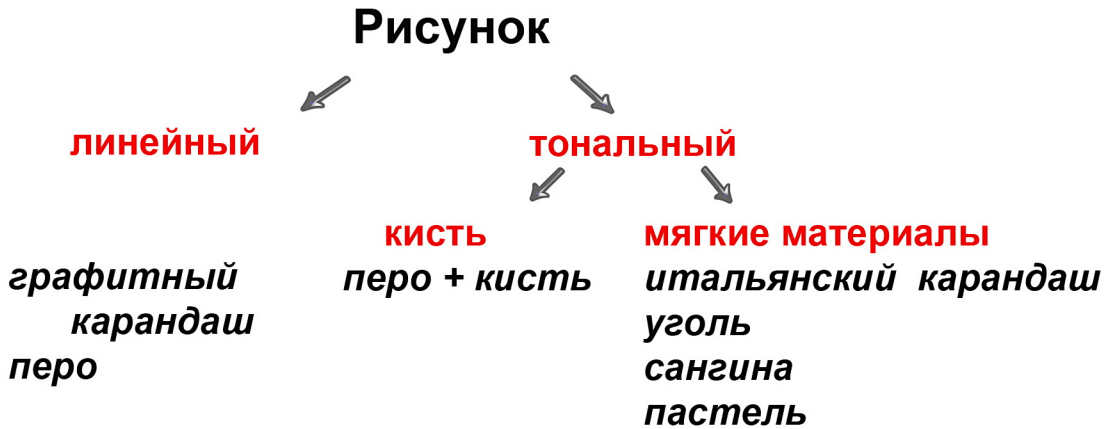 Рисунок
линейный
тональный
кисть
мягкие материалы
графитный
карандаш
перо
перо + кисть
итальянский карандаш
уголь
сангина
пастель